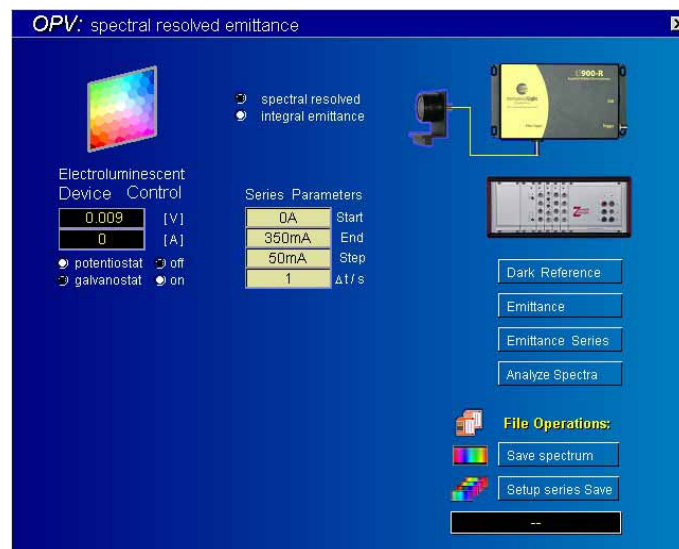 OPV: spectral resolved emittance
X
900-R
spectral resolved
integral emittance
Electroluminescent
Device Control
0.009 [V]
0 [A]
potentiostat off
galvanostat on
Series Parameters
0A Start
350mA End
50mA Step
1 Δt/s
Dark Reference
Emittance
Emittance Series
Analyze Spectra
File Operations:
Save spectrum
Setup series Save
--